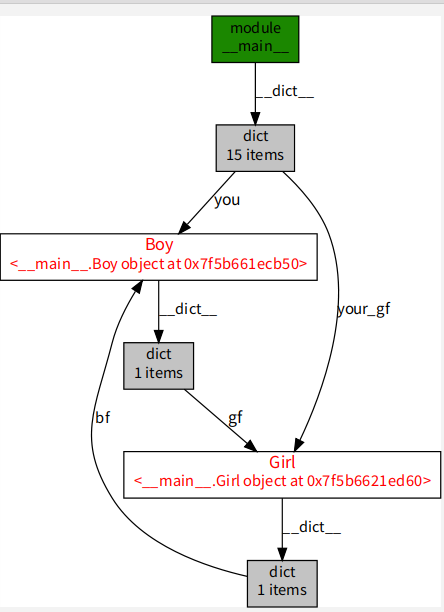 module
__main__
__dict__
dict
15 items
you
Boy
<__main__.Boy object at 0x7f5b661ecb50>
__dict__
your_gf
dict
1 items
bf
gf
Girl
<__main__.Girl object at 0x7f5b6621ed60>
__dict__
dict
1 items